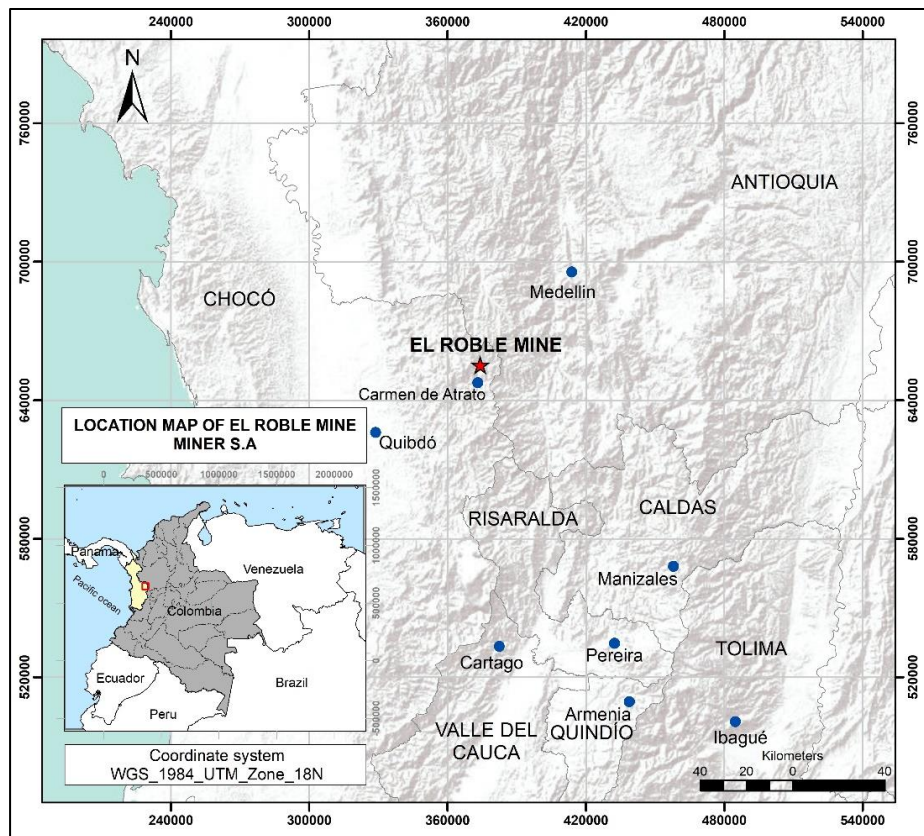 240000 300000 360000 420000 480000 540000
N
760000 760000
ANTIOQUIA
700000 700000
Medellin
CHOCÓ
EL ROBLE MINE
Carmen de Atrato
640000 640000
LOCATION MAP OF EL ROBLE MINE
MINER S.A
Quibdó
0 500000 1000000 1500000 2000000
1500000
RISARALDA
CALDAS
580000 580000
1000000
Panama
Venezuela
Manizales
Pacific ocean
500000
Colombia
TOLIMA
Cartago
Pereira
0
Ecuador
Brazil
520000 520000
Peru
-500000
Armenia
QUINDÍO
VALLE DEL
CAUCA
Ibagué
Coordinate system
WGS_1984_UTM_Zone_18N
Kilometers
40 20 0 40
240000 300000 360000 420000 480000 540000